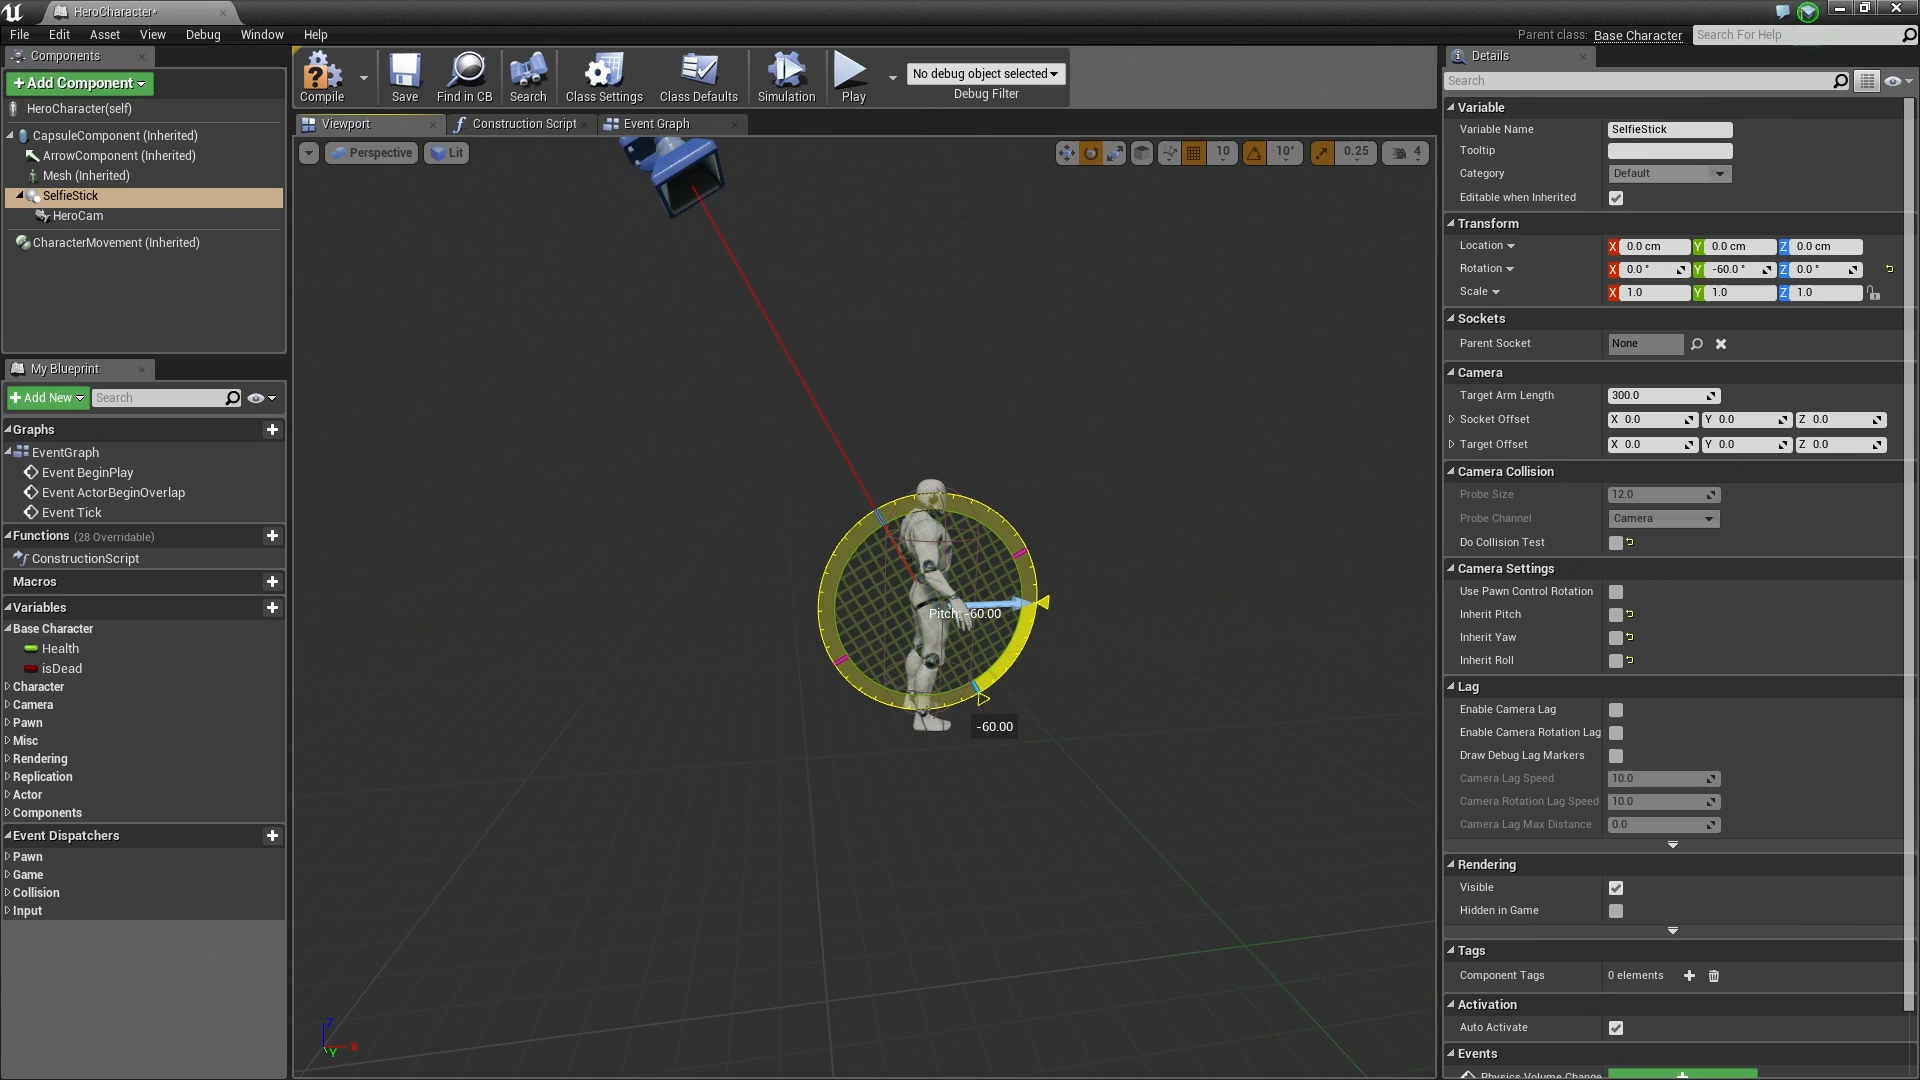 HeroCharacter*
File Edit Asset View Debug Window Help
Parent class: Base Character Search For Help
Components
+Add Component
HeroCharacter(self)
CapsuleComponent (Inherited)
ArrowComponent (Inherited)
Mesh (Inherited)
SelfieStick
HeroCam
CharacterMovement (Inherited)
My Blueprint
+Add New Search
Graphs
EventGraph
Event BeginPlay
Event ActorBeginOverlap
Event Tick
Functions (28 Overridable)
ConstructionScript
Macros
Variables
Base Character
Health
isDead
Character
Camera
Pawn
Misc
Rendering
Replication
Actor
Components
Event Dispatchers
Pawn
Game
Collision
Input
Compile Save Find in CB Search Class Settings Class Defaults Simulation Play
No debug object selected
Debug Filter
Viewport Construction Script Event Graph
Perspective Lit 10 10° 0.25 4
Pitch: -60.00
-60.00
Z
X
Y
Details
Search
Variable
Variable Name SelfieStick
Tooltip
Category Default
Editable when Inherited
Transform
Location X 0.0 cm Y 0.0 cm Z 0.0 cm
Rotation X 0.0 ° Y -60.0 ° Z 0.0 °
Scale X 1.0 Y 1.0 Z 1.0
Sockets
Parent Socket None
Camera
Target Arm Length 300.0
Socket Offset X 0.0 Y 0.0 Z 0.0
Target Offset X 0.0 Y 0.0 Z 0.0
Camera Collision
Probe Size 12.0
Probe Channel Camera
Do Collision Test
Camera Settings
Use Pawn Control Rotation
Inherit Pitch
Inherit Yaw
Inherit Roll
Lag
Enable Camera Lag
Enable Camera Rotation Lag
Draw Debug Lag Markers
Camera Lag Speed 10.0
Camera Rotation Lag Speed 10.0
Camera Lag Max Distance 0.0
Rendering
Visible
Hidden in Game
Tags
Component Tags 0 elements
Activation
Auto Activate
Events
Physics Volume Change